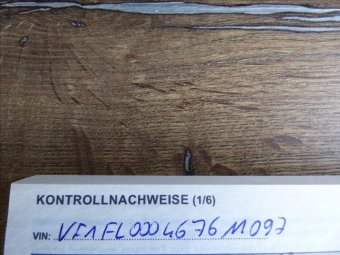 KONTROLLNACHWEISE (1/6)
VIN: VF1FL000467611097